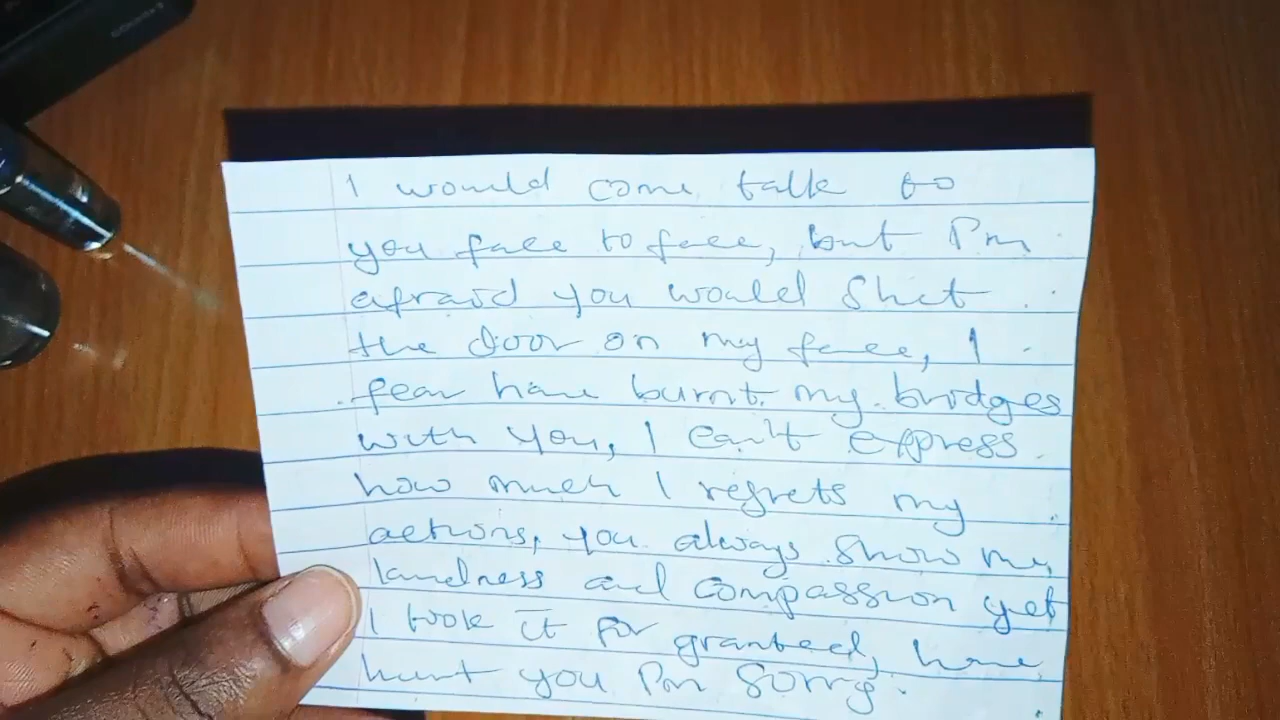 I would come talk to
you face to face, but I'm
afraid you would shut
the door on my face, I
fear have burnt my bridges
with you, I can't express
how much I regrets my
actions, you always show me
kindness and compassion yet
I took it for granted, have
hurt you I'm sorry.